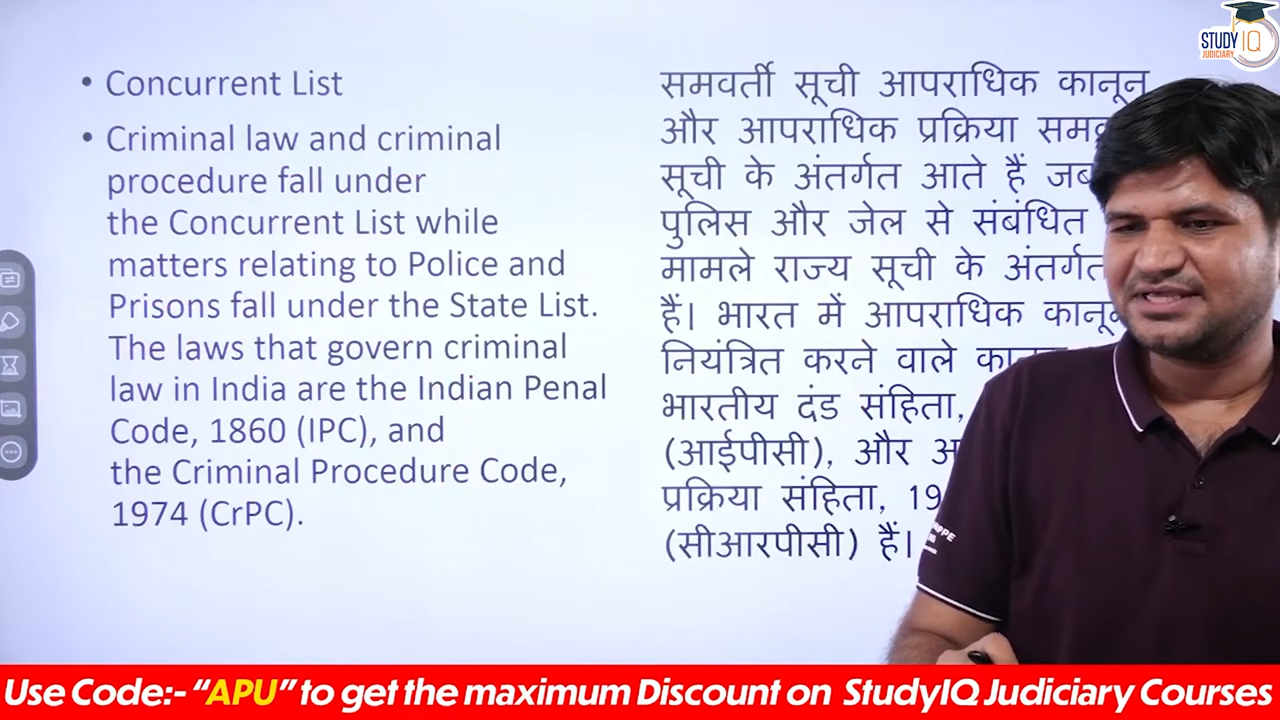 STUDY IQ
JUDICIARY
• Concurrent List
• Criminal law and criminal
procedure fall under
the Concurrent List while
matters relating to Police and
Prisons fall under the State List.
The laws that govern criminal
law in India are the Indian Penal
Code, 1860 (IPC), and
the Criminal Procedure Code,
1974 (CrPC).
समवर्ती सूची आपराधिक कानून
और आपराधिक प्रक्रिया
सूची के अंतर्गत आते हैं
पुलिस और जेल से संबंधित
मामले राज्य सूची के अंतर्गत
हैं। भारत में आपराधिक
नियंत्रित करने वाले
भारतीय दंड संहिता,
(आईपीसी), और
प्रक्रिया संहिता,
(सीआरपीसी) हैं।
Use Code:- “APU” to get the maximum Discount on StudyIQ Judiciary Courses